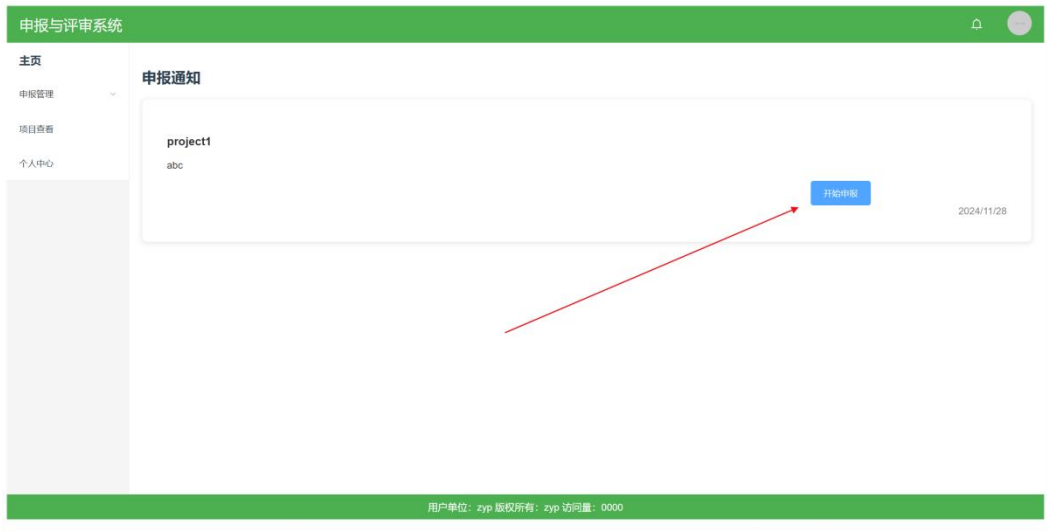 申报与评审系统
主页
申报管理
项目查看
个人中心
申报通知
project1
abc
开始申报
2024/11/28
用户单位：zyp 版权所有：zyp 访问量：0000